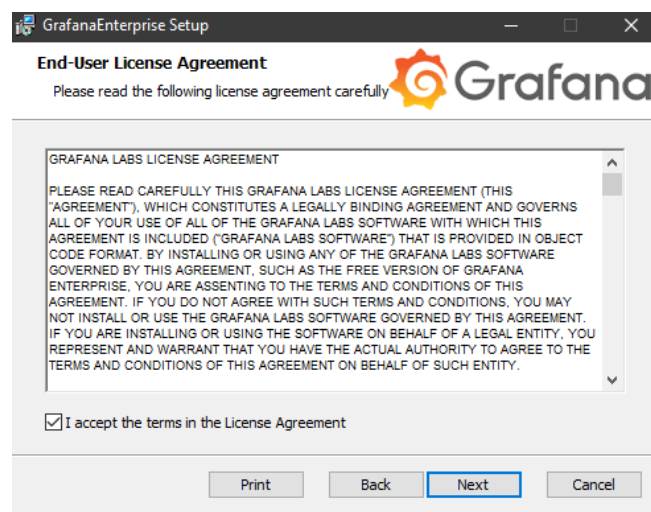 GrafanaEnterprise Setup
End-User License Agreement
Please read the following license agreement carefully
Grafana
GRAFANA LABS LICENSE AGREEMENT
PLEASE READ CAREFULLY THIS GRAFANA LABS LICENSE AGREEMENT (THIS
"AGREEMENT"), WHICH CONSTITUTES A LEGALLY BINDING AGREEMENT AND GOVERNS
ALL OF YOUR USE OF ALL OF THE GRAFANA LABS SOFTWARE WITH WHICH THIS
AGREEMENT IS INCLUDED ("GRAFANA LABS SOFTWARE") THAT IS PROVIDED IN OBJECT
CODE FORMAT. BY INSTALLING OR USING ANY OF THE GRAFANA LABS SOFTWARE
GOVERNED BY THIS AGREEMENT, SUCH AS THE FREE VERSION OF GRAFANA
ENTERPRISE, YOU ARE ASSENTING TO THE TERMS AND CONDITIONS OF THIS
AGREEMENT. IF YOU DO NOT AGREE WITH SUCH TERMS AND CONDITIONS, YOU MAY
NOT INSTALL OR USE THE GRAFANA LABS SOFTWARE GOVERNED BY THIS AGREEMENT.
IF YOU ARE INSTALLING OR USING THE SOFTWARE ON BEHALF OF A LEGAL ENTITY, YOU
REPRESENT AND WARRANT THAT YOU HAVE THE ACTUAL AUTHORITY TO AGREE TO THE
TERMS AND CONDITIONS OF THIS AGREEMENT ON BEHALF OF SUCH ENTITY.
I accept the terms in the License Agreement
Print Back Next Cancel